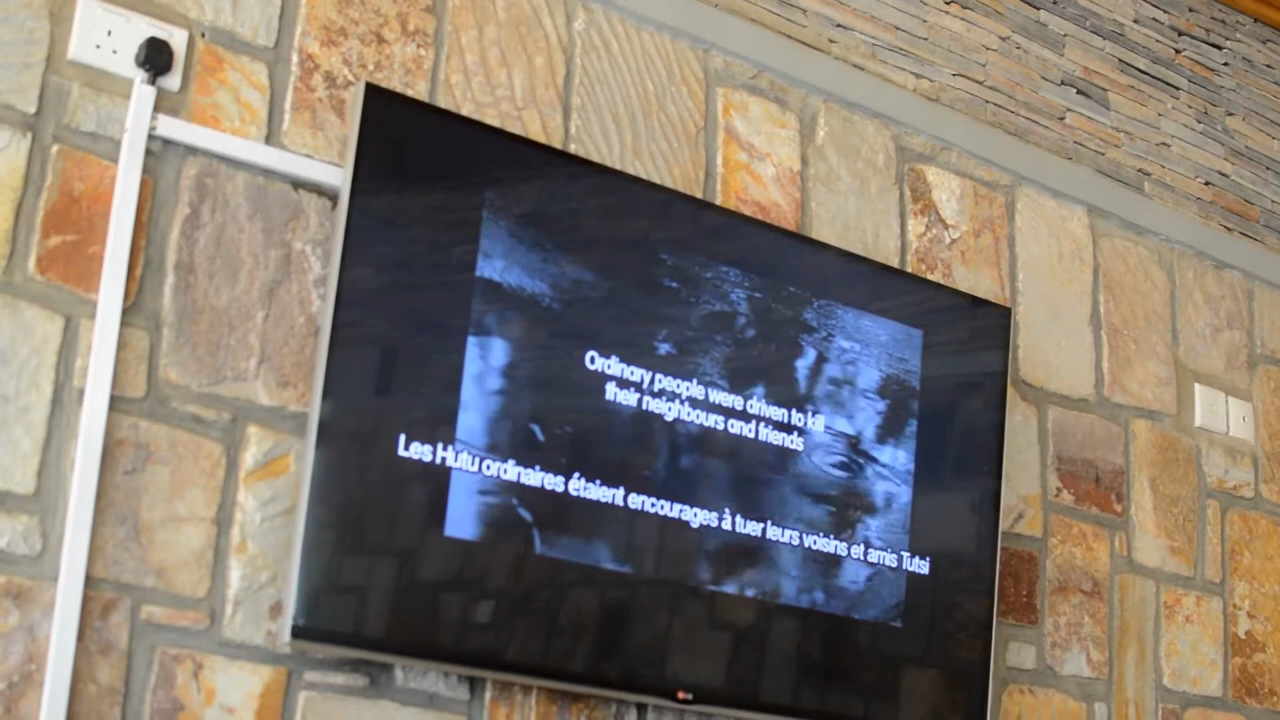 Ordinary people were driven to kill
their neighbours and friends
Les Hutu ordinaires étaient encourages à tuer leurs voisins et amis Tutsi